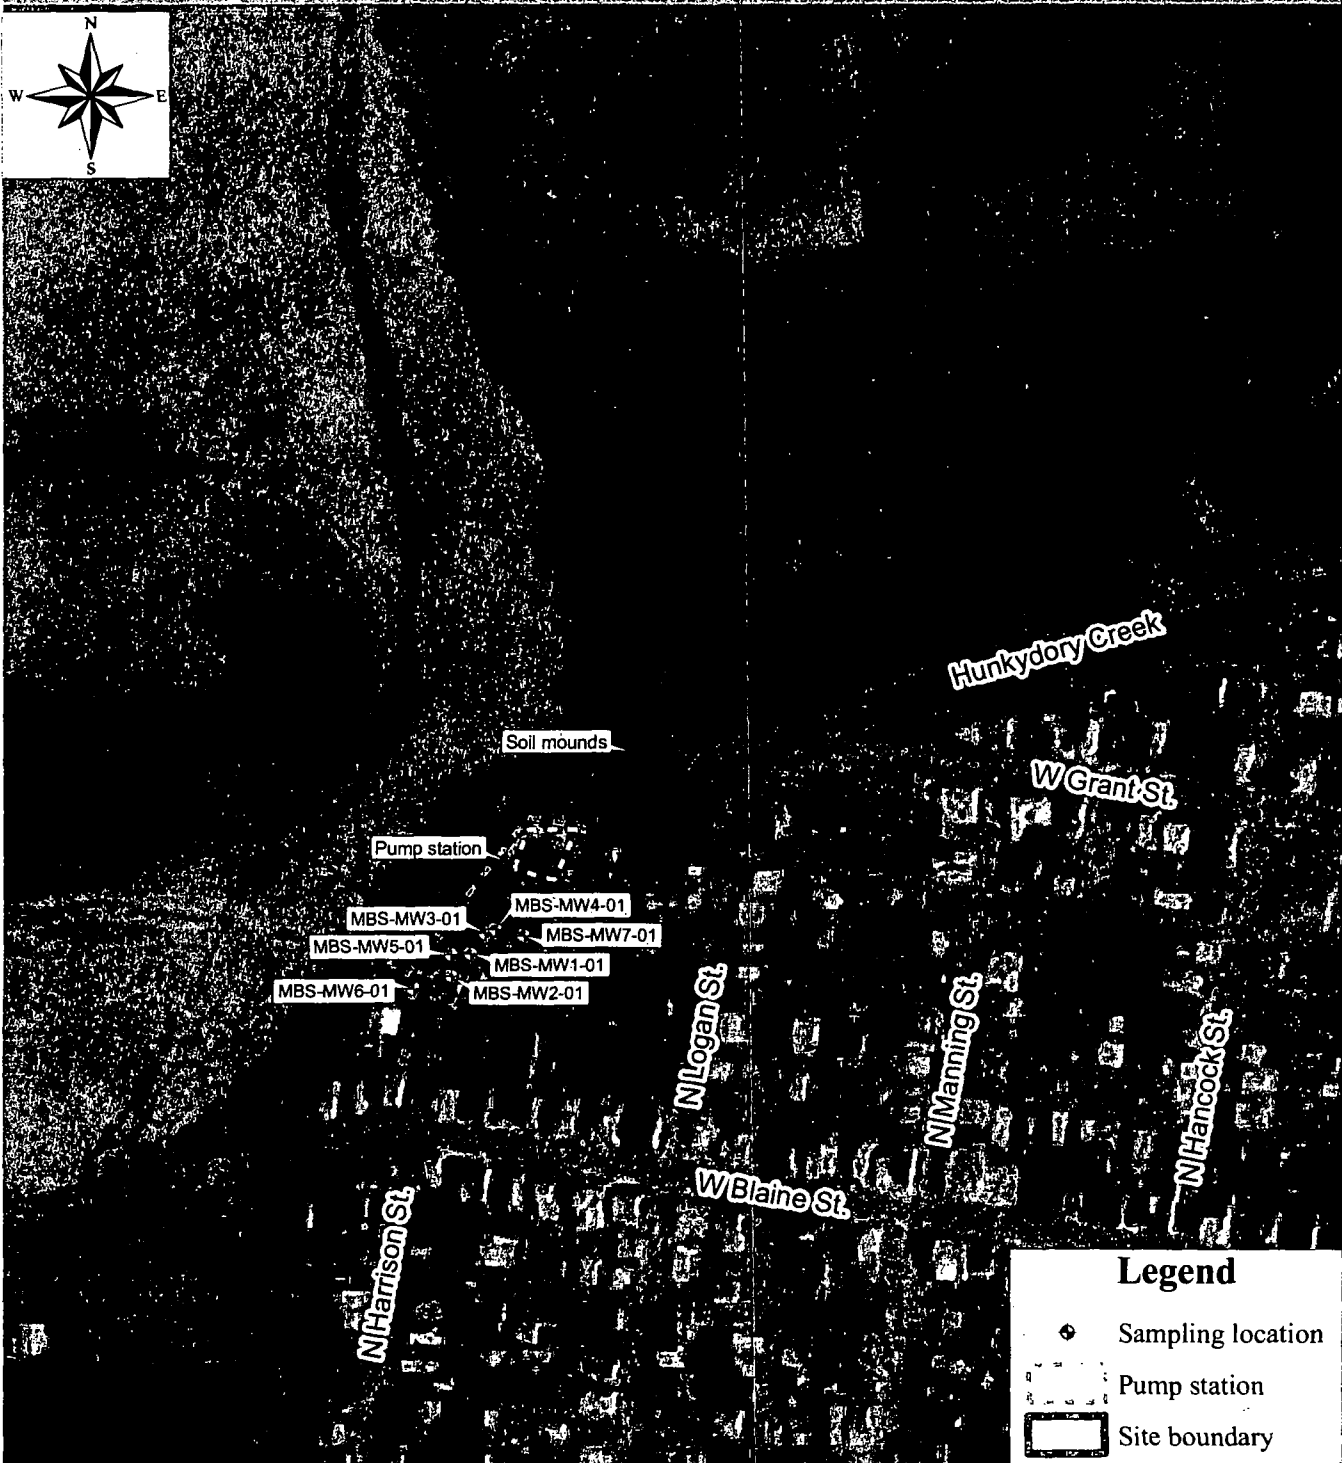 N
W E
S
Hunkydory Creek
Soil mounds
W Grant St.
Pump station
MBS-MW4-01
MBS-MW3-01
MBS-MW7-01
MBS-MW5-01
MBS-MW1-01
MBS-MW6-01
MBS-MW2-01
N Logan St.
N Manning St.
N Hancock St.
W Blaine St.
N Harrison St.
Legend
Sampling location
Pump station
Site boundary